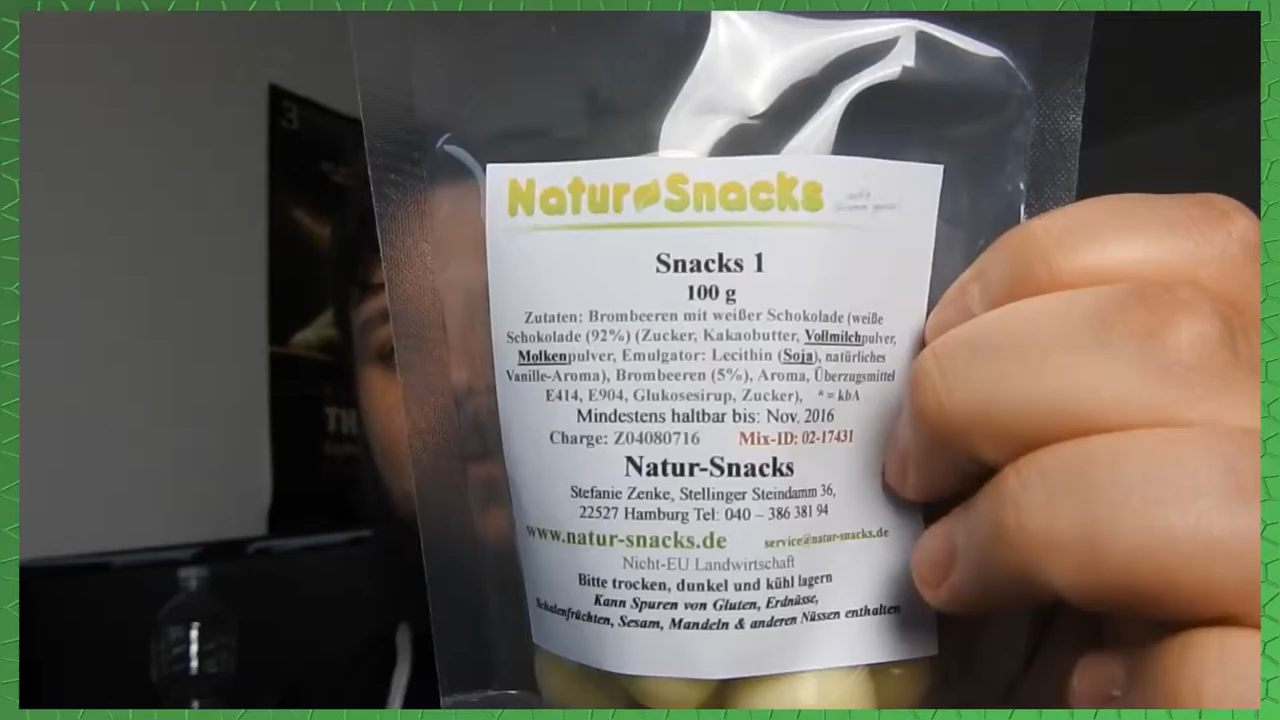 3
TH
Natur Snacks
Snacks 1
100 g
Zutaten: Brombeeren mit weißer Schokolade (weiße
Schokolade (92%) (Zucker, Kakaobutter, Vollmilchpulver,
Molkenpulver, Emulgator: Lecithin (Soja), natürliches
Vanille-Aroma), Brombeeren (5%), Aroma, Überzugsmittel
E414, E904, Glukosesirup, Zucker), * = kbA
Mindestens haltbar bis: Nov. 2016
Charge: Z04080716 Mix-ID: 02-17431
Natur-Snacks
Stefanie Zenke, Stellinger Steindamm 36,
22527 Hamburg Tel: 040 – 386 381 94
www.natur-snacks.de service@natur-snacks.de
Nicht-EU Landwirtschaft
Bitte trocken, dunkel und kühl lagern
Kann Spuren von Gluten, Erdnüsse,
Schalenfrüchten, Sesam, Mandeln & anderen Nüssen enthalten